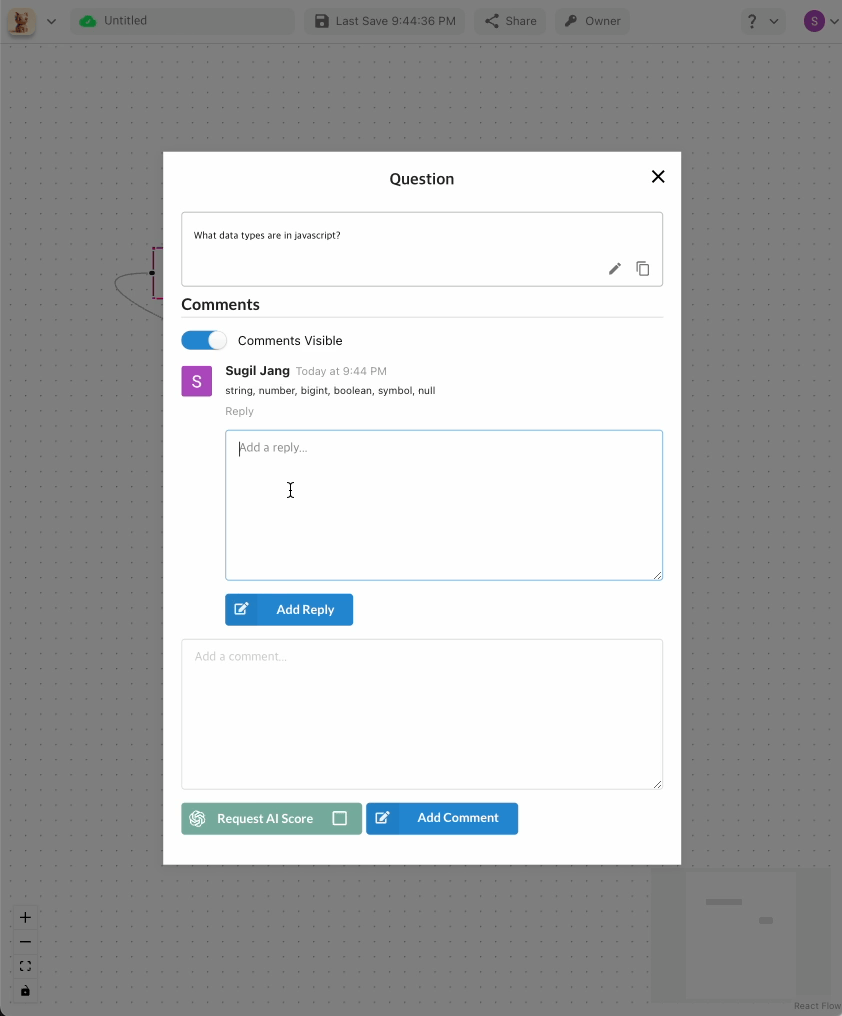 Untitled
Last Save 9:44:36 PM
Share
Owner
?
S
Question
What data types are in javascript?
Comments
Comments Visible
S
Sugil Jang Today at 9:44 PM
string, number, bigint, boolean, symbol, null
Reply
Add a reply...
Add Reply
Add a comment...
Request AI Score
Add Comment
React Flow